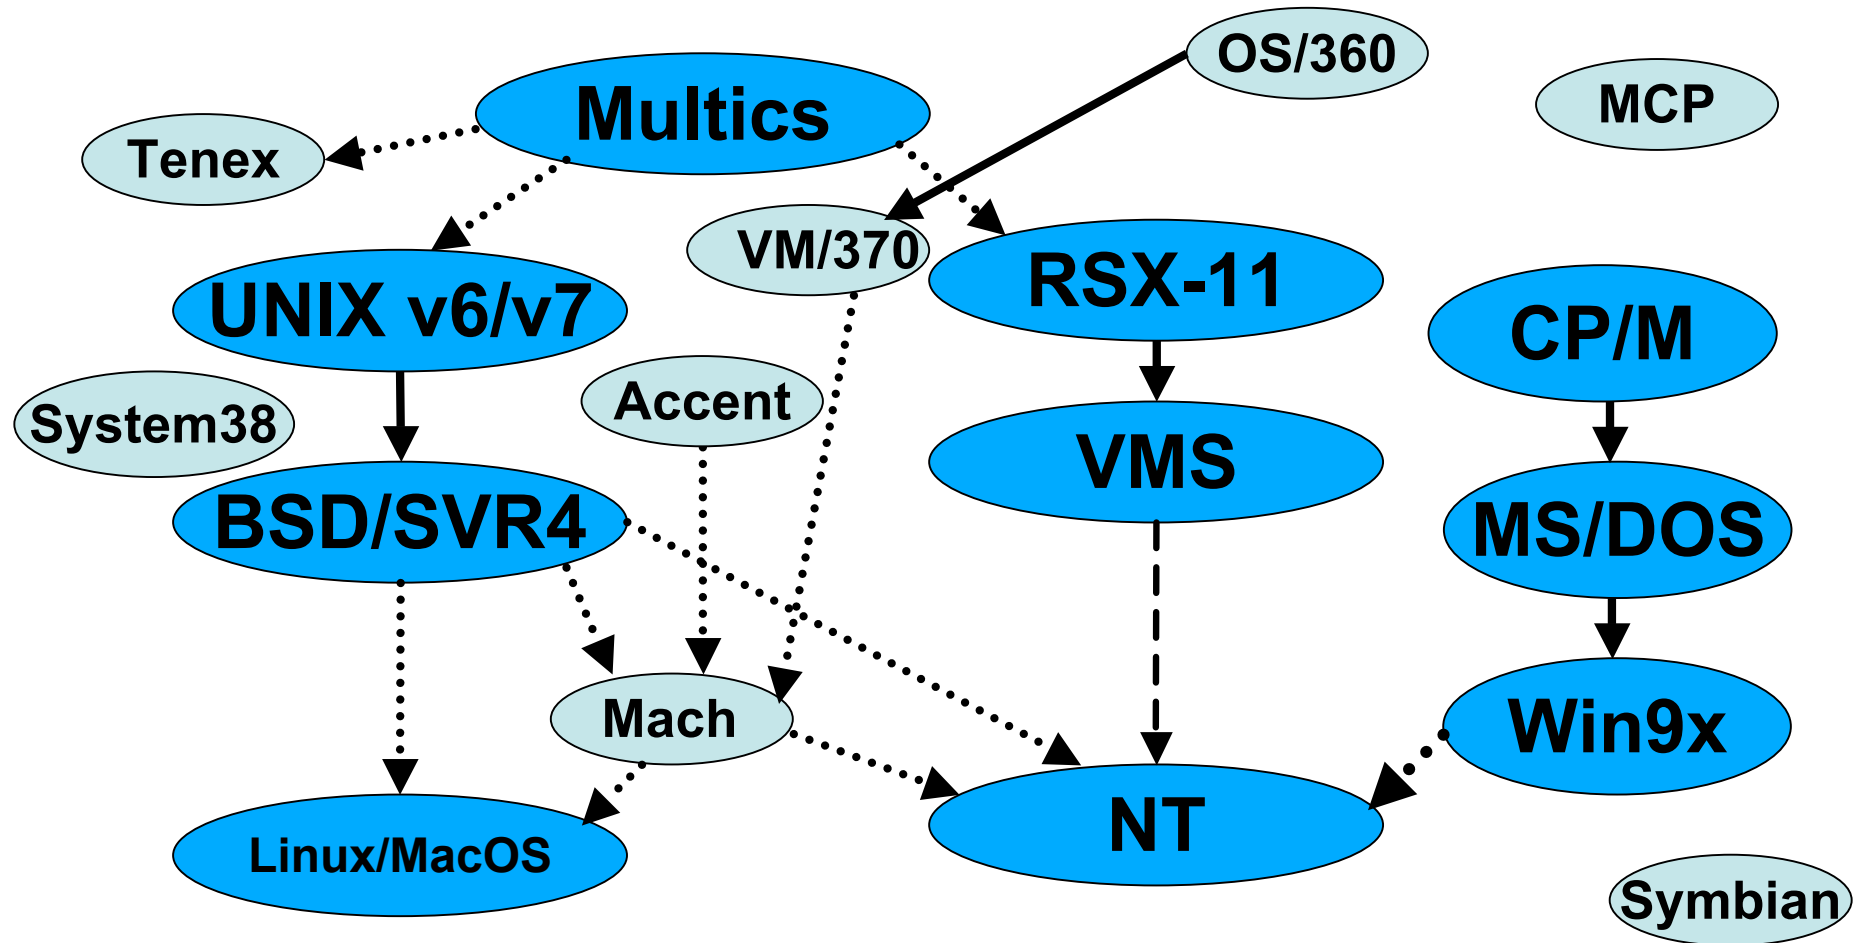 OS/360
Multics
MCP
Tenex
VM/370
RSX-11
UNIX v6/v7
CP/M
Accent
System38
VMS
BSD/SVR4
MS/DOS
Mach
Win9x
NT
Linux/MacOS
Symbian